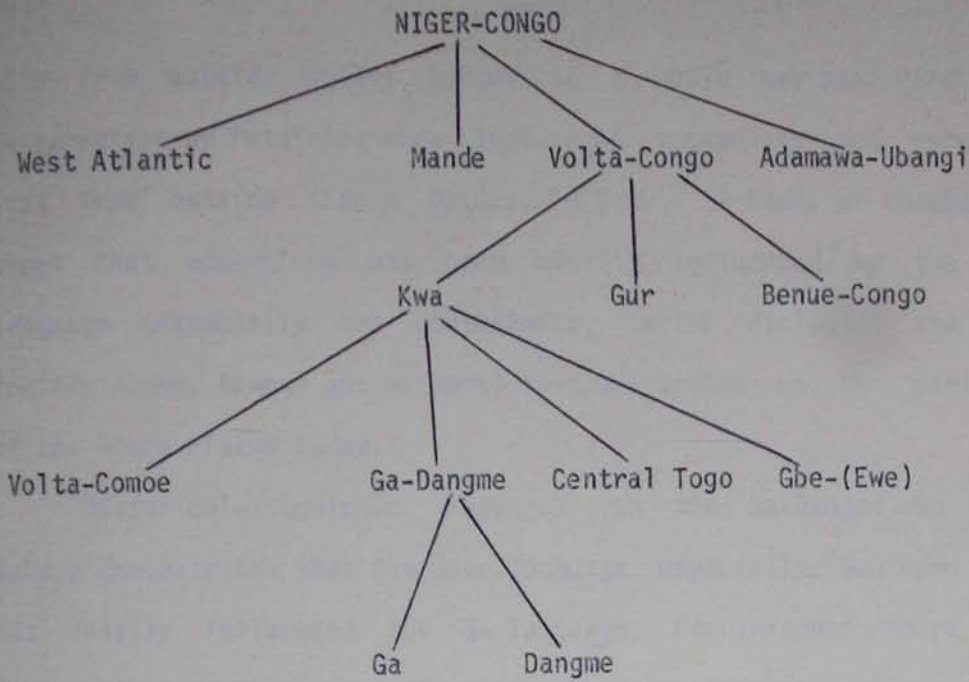 NIGER-CONGO
West Atlantic Mande Volta-Congo Adamawa-Ubangi
Kwa Gur Benue-Congo
Volta-Comoe Ga-Dangme Central Togo Gbe-(Ewe)
Ga Dangme